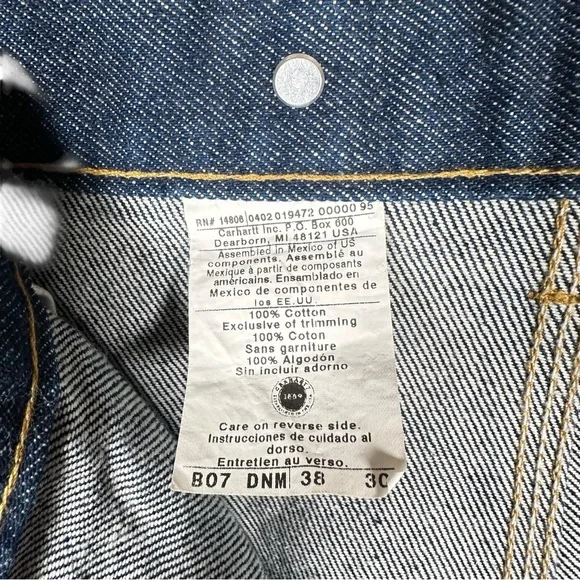 RN# 14806 0402019472 00000 95
Carhartt Inc. P.O. Box 600
Dearborn, MI 48121 USA
Assembled in Mexico of US
components. Assemblé au
Mexique à partir de composants
américains. Ensamblado en
Mexico de componentes de
los EE.UU.
100% Cotton
Exclusive of trimming
100% Coton
Sans garniture
100% Algodón
Sin incluir adorno
CARHARTT
1889
Care on reverse side.
Instrucciones de cuidado al
dorso.
Entretien au verso.
B07 DNM 38 30